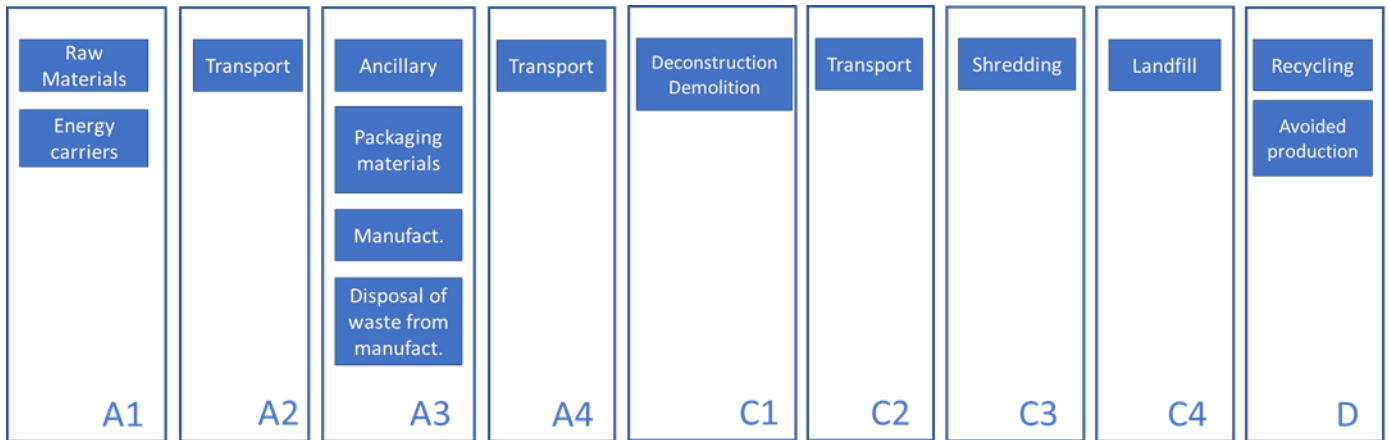 Raw
Materials
Energy
carriers
A1
Transport
A2
Ancillary
Packaging
materials
Manufact.
Disposal of
waste from
manufact.
A3
Transport
A4
Deconstruction
Demolition
C1
Transport
C2
Shredding
C3
Landfill
C4
Recycling
Avoided
production
D